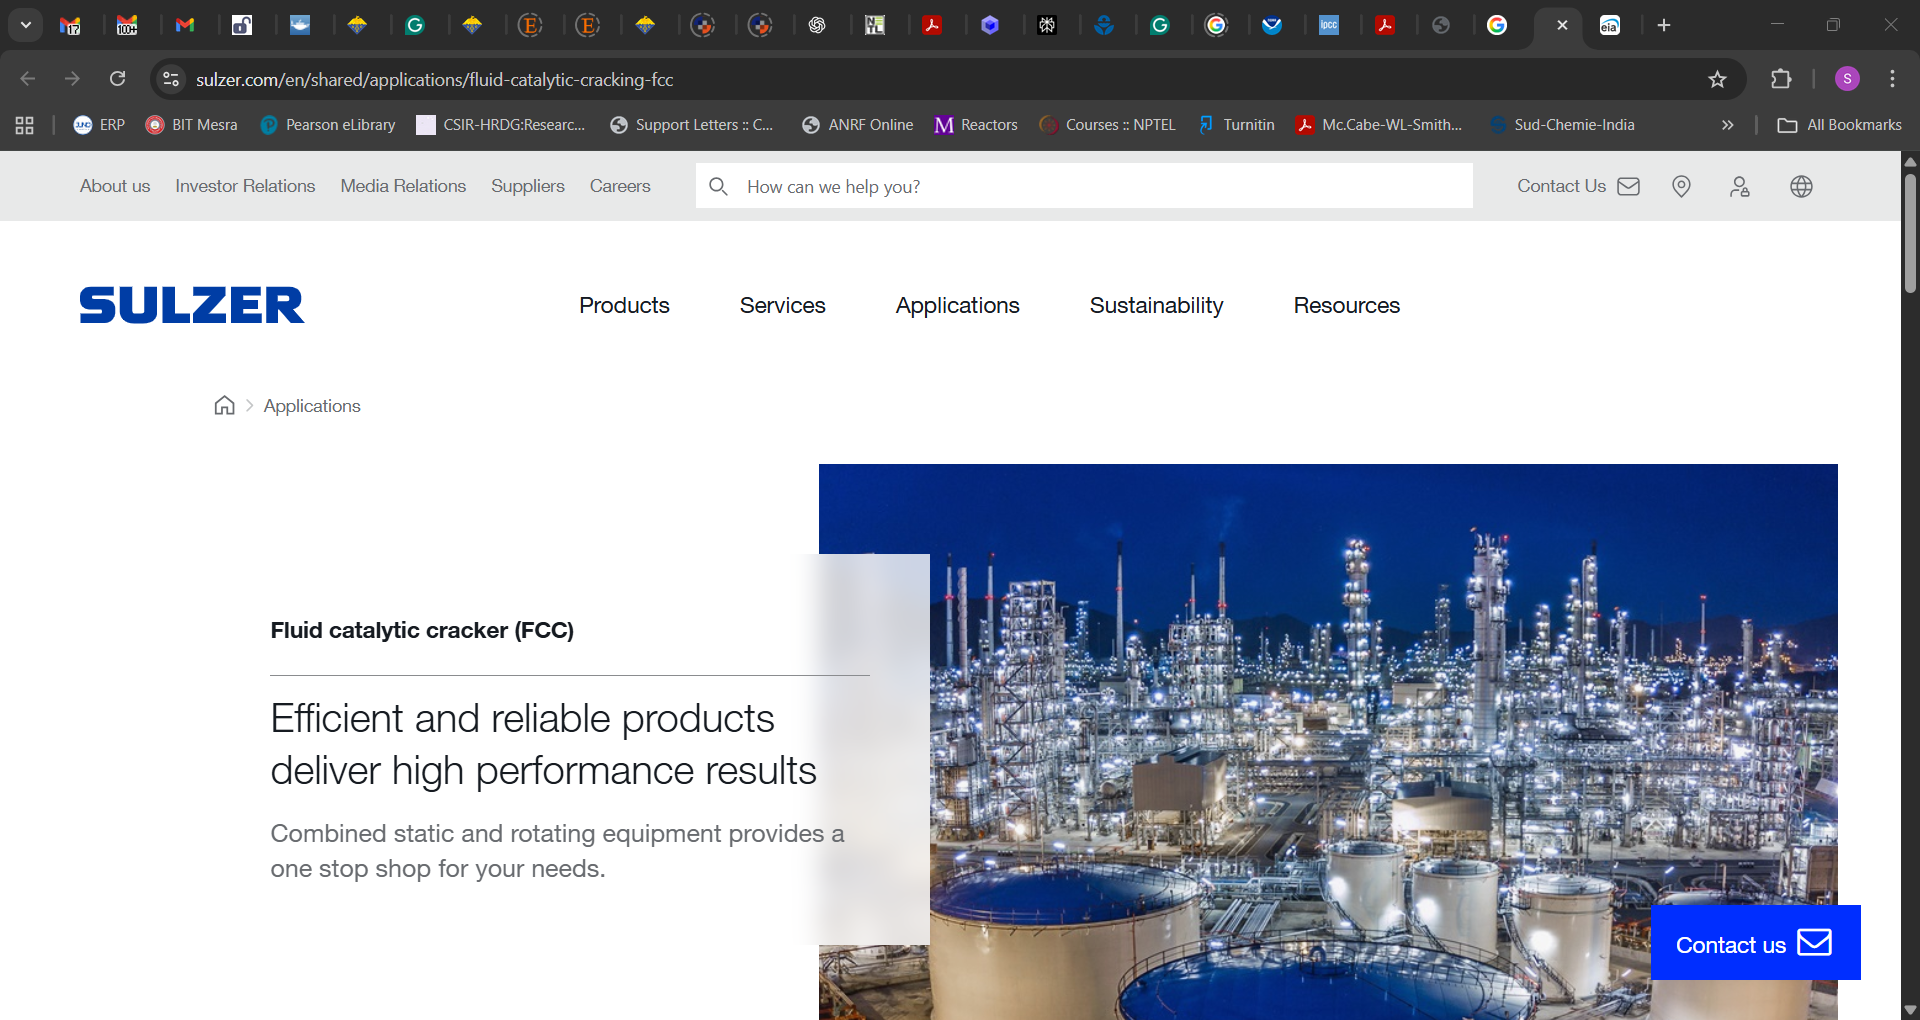 17
100+
eia
ipcc
sulzer.com/en/shared/applications/fluid-catalytic-cracking-fcc
S
ERP
BIT Mesra
Pearson eLibrary
CSIR-HRDG:Researc...
Support Letters :: C...
ANRF Online
M Reactors
Courses :: NPTEL
Turnitin
Mc.Cabe-WL-Smith...
Sud-Chemie-India
All Bookmarks
About us
Investor Relations
Media Relations
Suppliers
Careers
How can we help you?
Contact Us
SULZER
Products
Services
Applications
Sustainability
Resources
Applications
Fluid catalytic cracker (FCC)
Efficient and reliable products
deliver high performance results
Combined static and rotating equipment provides a
one stop shop for your needs.
Contact us